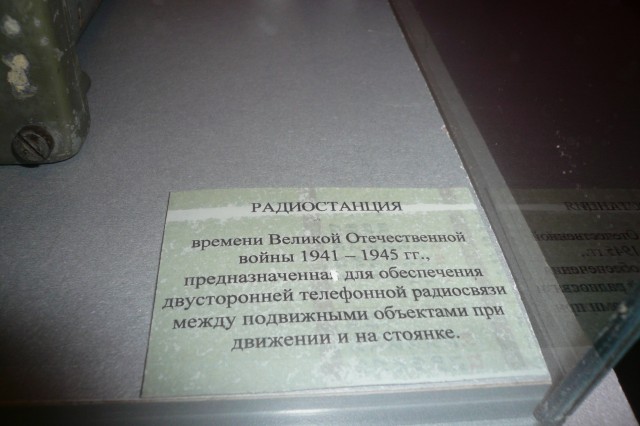 РАДИОСТАНЦИЯ
времени Великой Отечественной
войны 1941 – 1945 гг.,
предназначенная для обеспечения
двусторонней телефонной радиосвязи
между подвижными объектами при
движении и на стоянке.